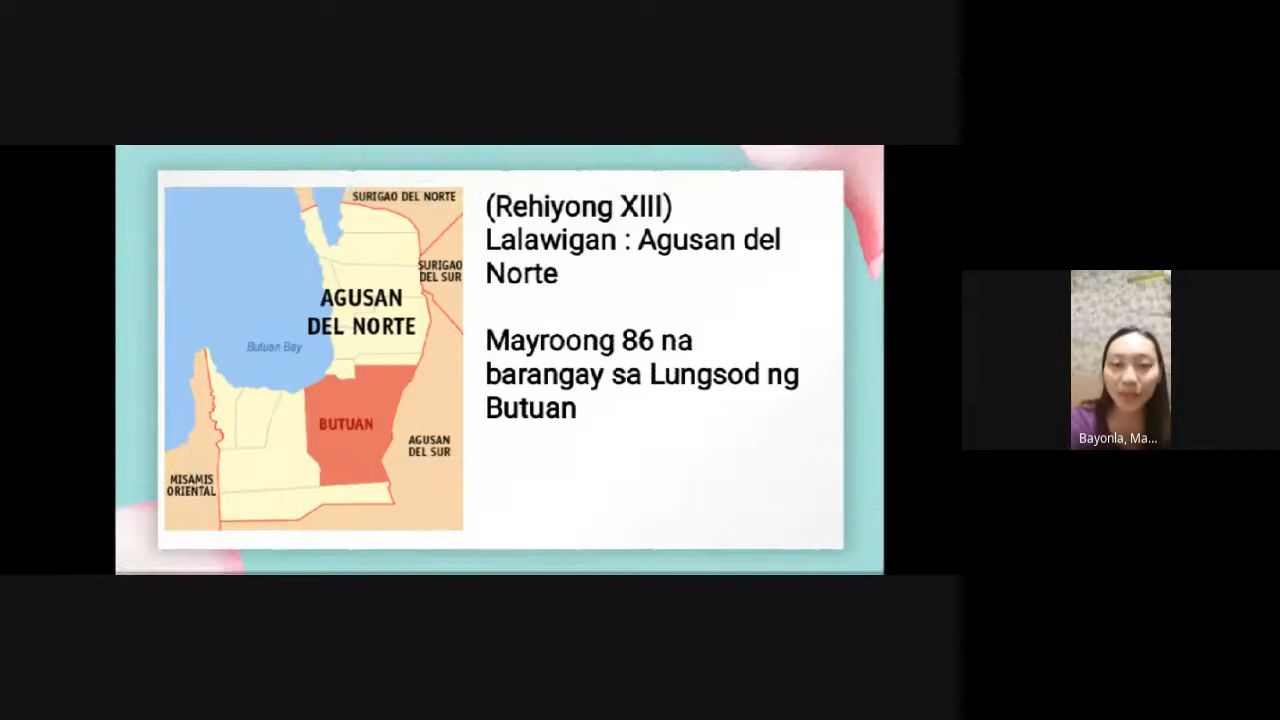 SURIGAO DEL NORTE
SURIGAO
DEL SUR
AGUSAN
DEL NORTE
Butuan Bay
BUTUAN
AGUSAN
DEL SUR
MISAMIS
ORIENTAL
(Rehiyong XIII)
Lalawigan : Agusan del
Norte
Mayroong 86 na
barangay sa Lungsod ng
Butuan
Bayonla, Ma...